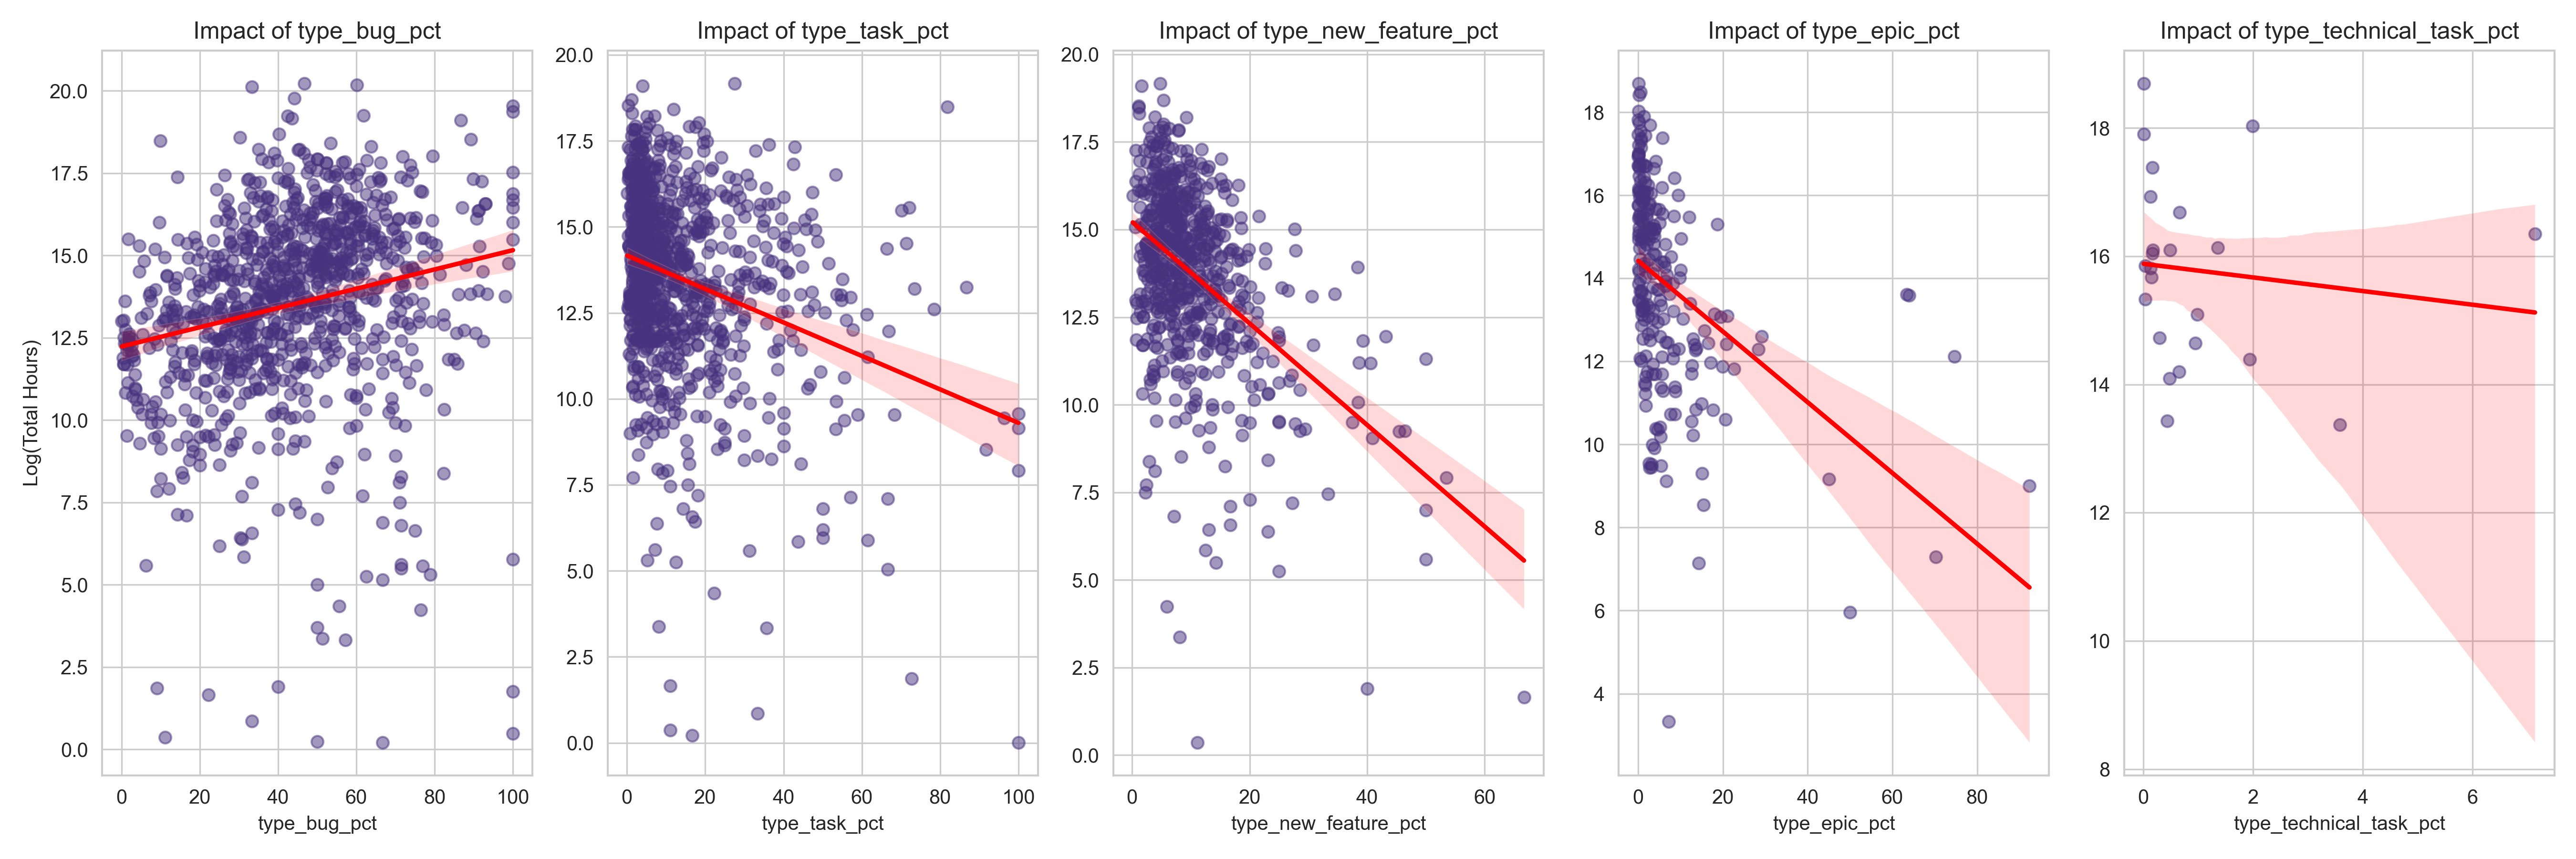 Impact of type_bug_pct
Log(Total Hours)
20.0
17.5
15.0
12.5
10.0
7.5
5.0
2.5
0.0
0 20 40 60 80 100
type_bug_pct
Impact of type_task_pct
20.0
17.5
15.0
12.5
10.0
7.5
5.0
2.5
0.0
0 20 40 60 80 100
type_task_pct
Impact of type_new_feature_pct
20.0
17.5
15.0
12.5
10.0
7.5
5.0
2.5
0.0
0 20 40 60
type_new_feature_pct
Impact of type_epic_pct
18
16
14
12
10
8
6
4
0 20 40 60 80
type_epic_pct
Impact of type_technical_task_pct
18
16
14
12
10
8
0 2 4 6
type_technical_task_pct